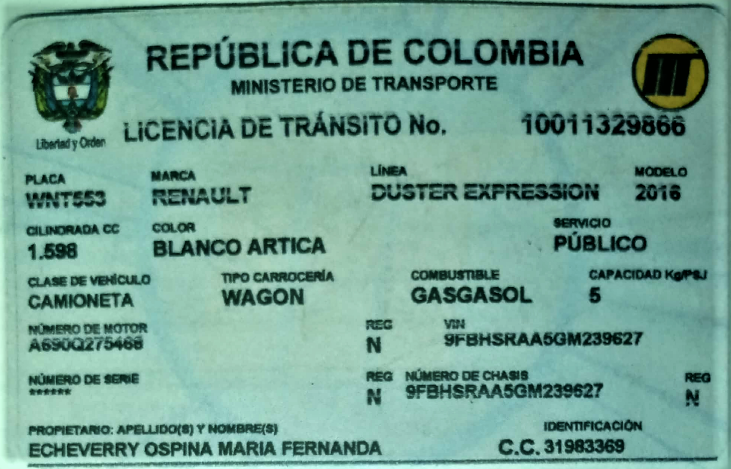 REPÚBLICA DE COLOMBIA
MINISTERIO DE TRANSPORTE
Libertad y Orden
LICENCIA DE TRÁNSITO No. 10011329866
PLACA MARCA LÍNEA MODELO
WNT553 RENAULT DUSTER EXPRESSION 2016
CILINDRADA CC COLOR SERVICIO
1.598 BLANCO ARTICA PÚBLICO
CLASE DE VEHÍCULO TIPO CARROCERÍA COMBUSTIBLE CAPACIDAD Kg/PSJ
CAMIONETA WAGON GASGASOL 5
NÚMERO DE MOTOR REG VIN
A690Q275468 N 9FBHSRAA5GM239627
NÚMERO DE SERIE REG NÚMERO DE CHASIS REG
****** N 9FBHSRAA5GM239627 N
PROPIETARIO: APELLIDO(S) Y NOMBRE(S) IDENTIFICACIÓN
ECHEVERRY OSPINA MARIA FERNANDA C.C. 31983369